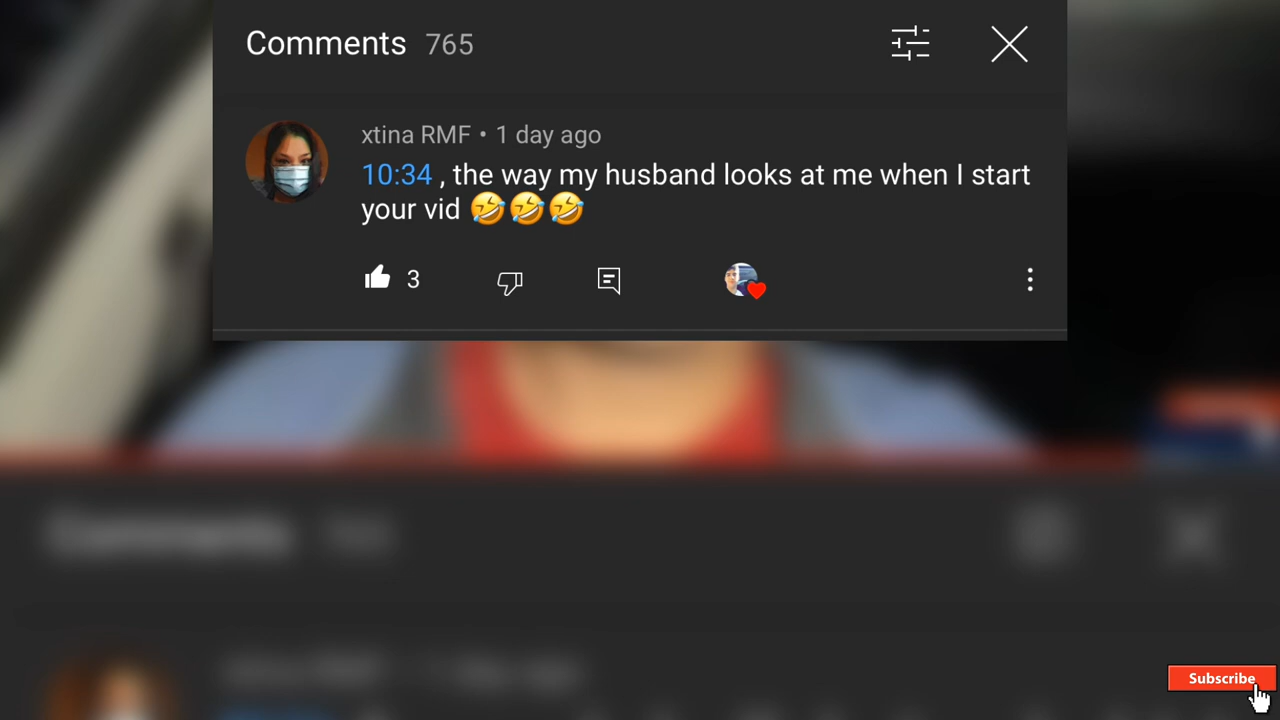 Comments 765
xtina RMF • 1 day ago
10:34 , the way my husband looks at me when I start
your vid 🤣🤣🤣
3
Subscribe